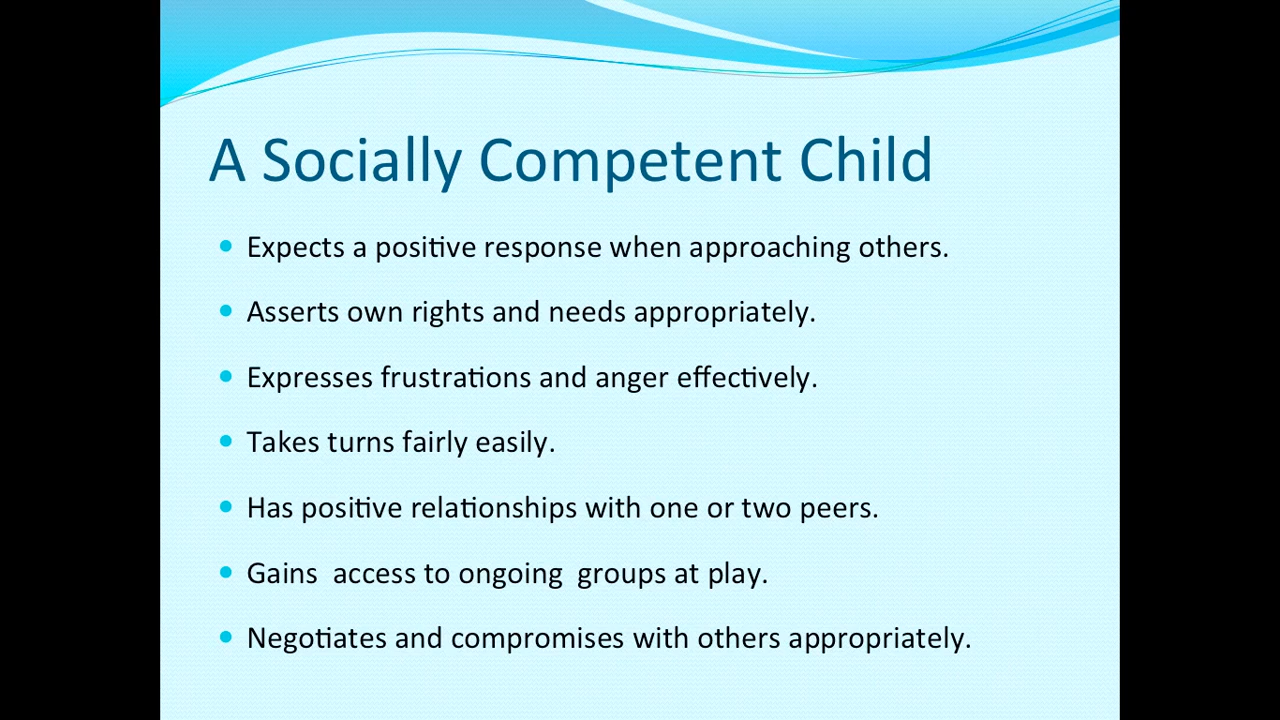 A Socially Competent Child
• Expects a positive response when approaching others.
• Asserts own rights and needs appropriately.
• Expresses frustrations and anger effectively.
• Takes turns fairly easily.
• Has positive relationships with one or two peers.
• Gains  access to ongoing  groups at play.
• Negotiates and compromises with others appropriately.